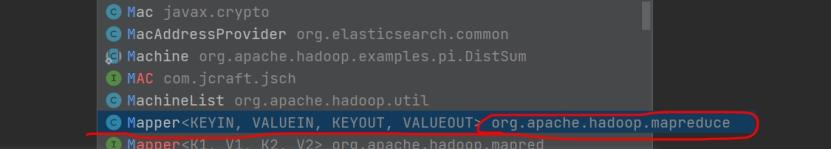 Mac javax.crypto
MacAddressProvider org.elasticsearch.common
Machine org.apache.hadoop.examples.pi.DistSum
MAC com.jcraft.jsch
MachineList org.apache.hadoop.util
Mapper<KEYIN, VALUEIN, KEYOUT, VALUEOUT> org.apache.hadoop.mapreduce
Mapper<K1, V1, K2, V2> org.apache.hadoop.mapred